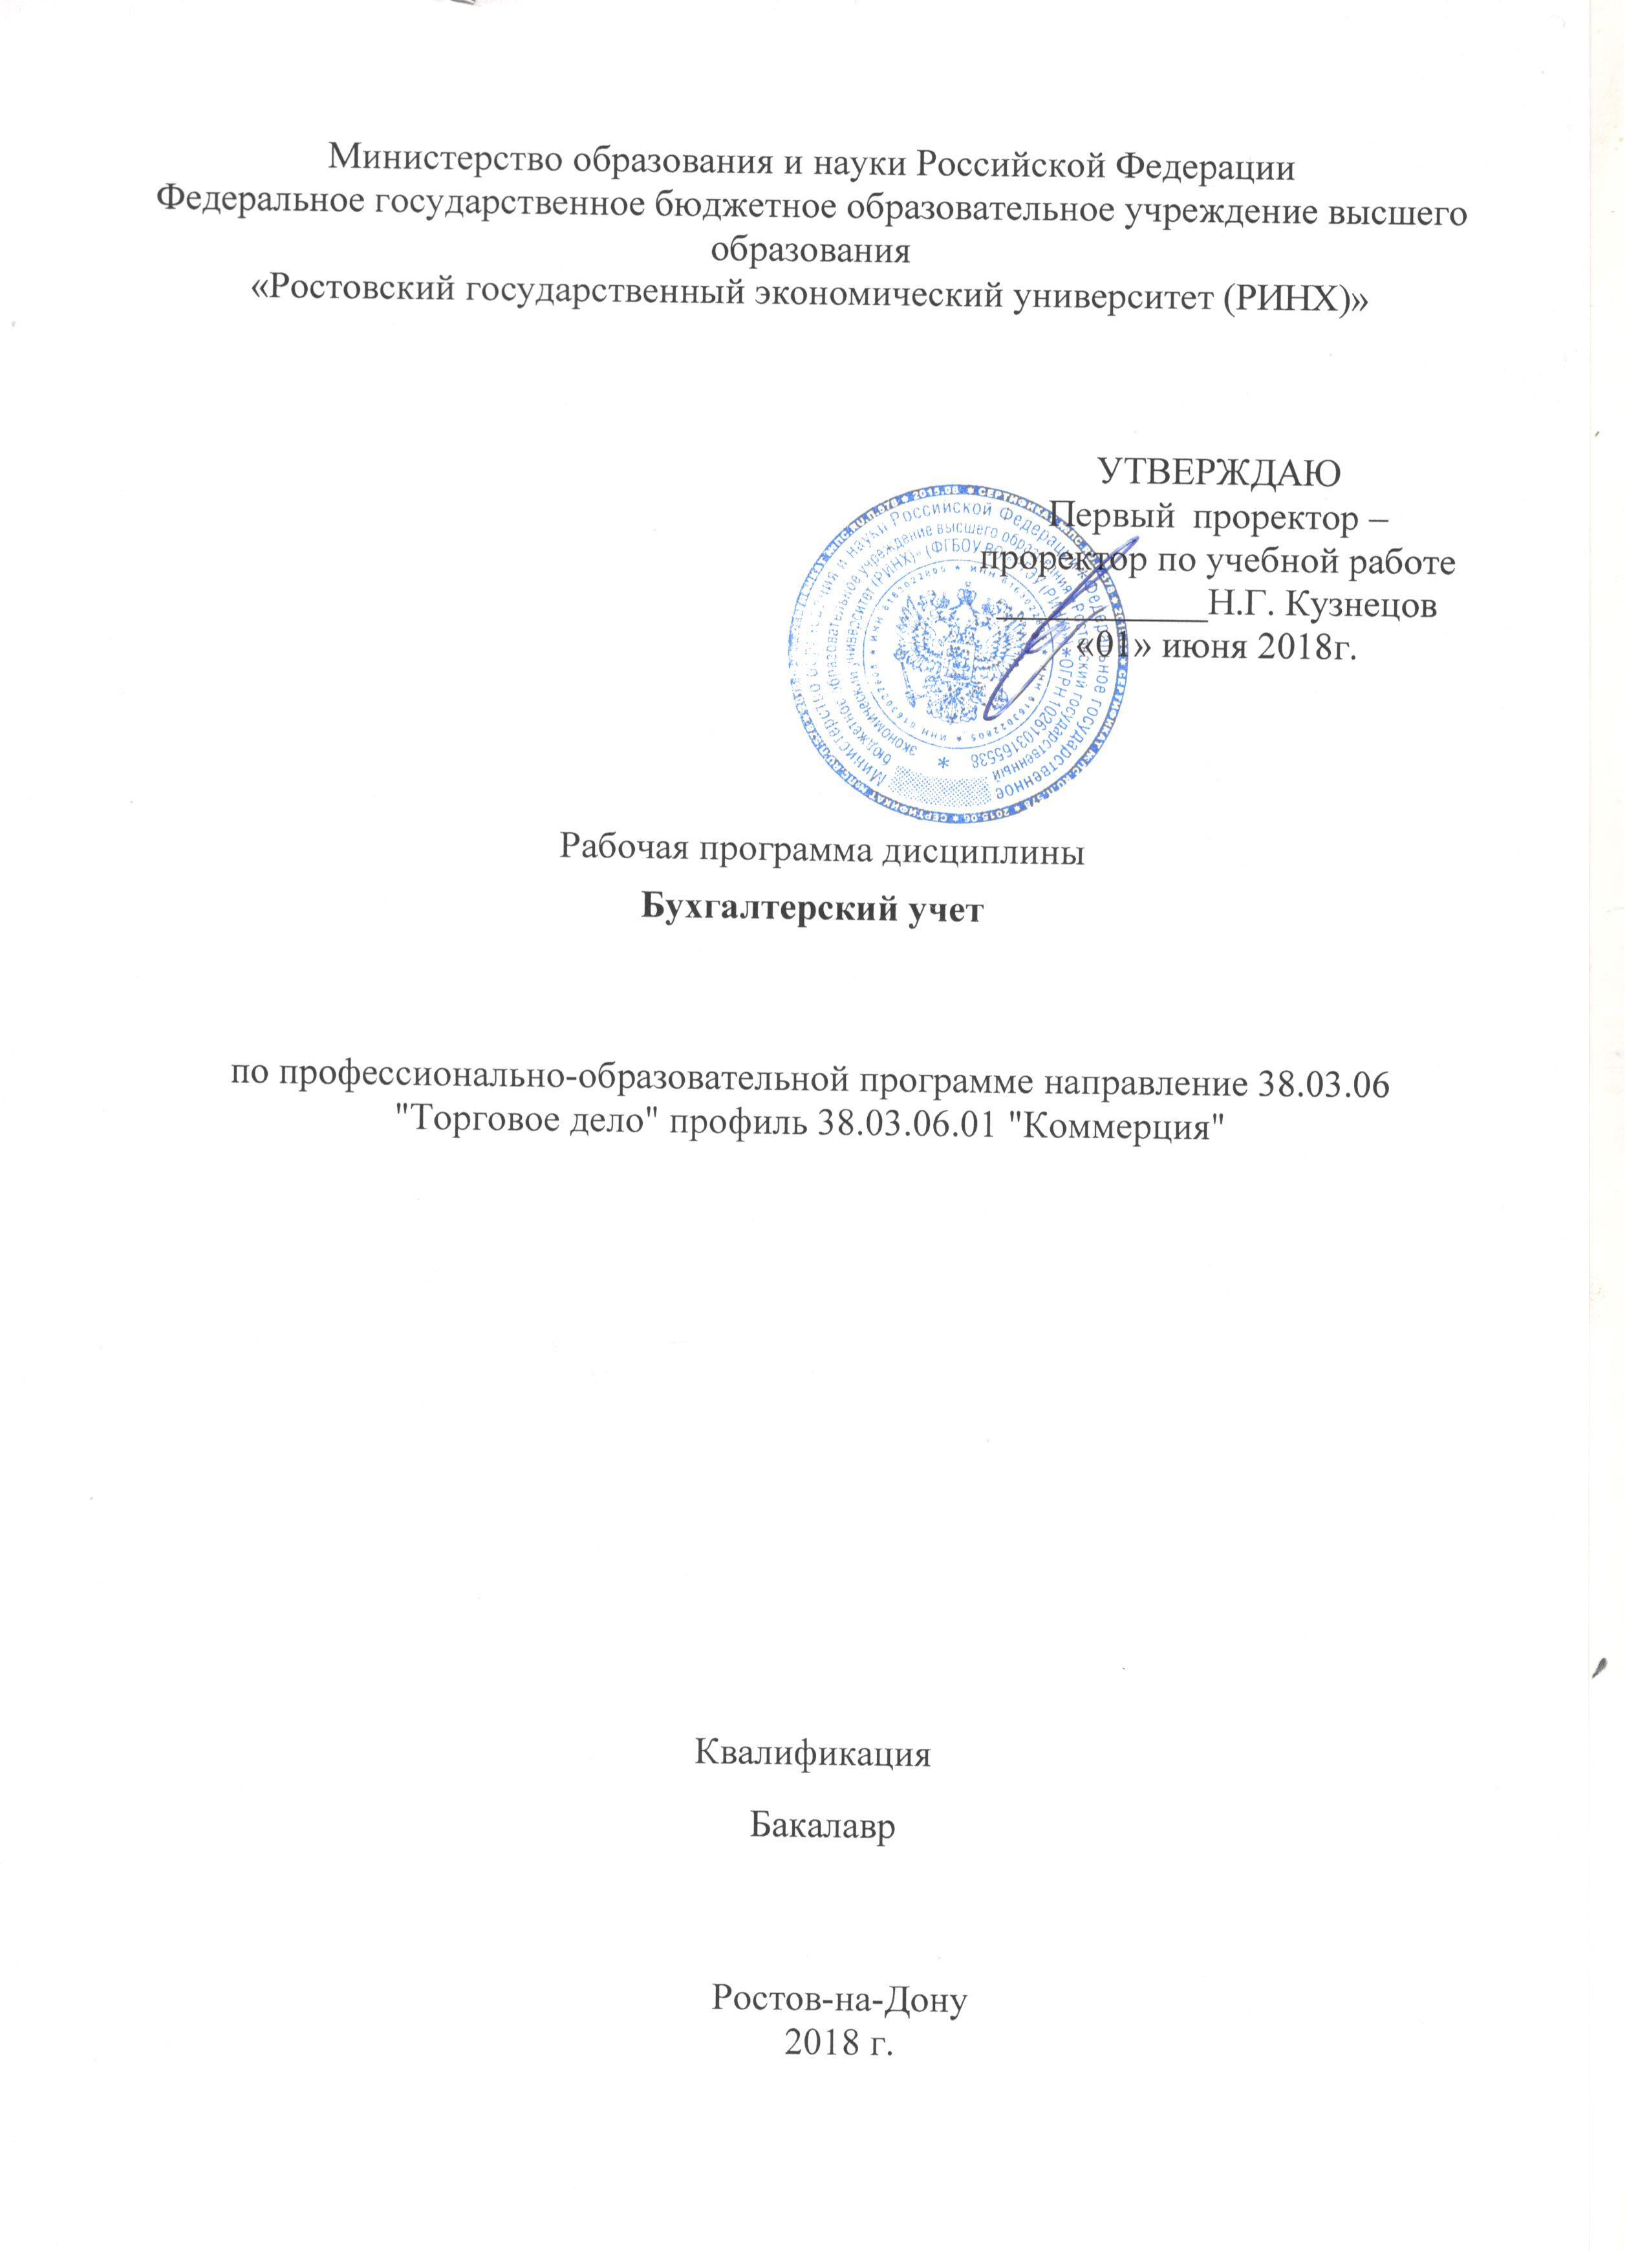 Министерство образования и науки Российской Федерации
Федеральное государственное бюджетное образовательное учреждение высшего
образования
«Ростовский государственный экономический университет (РИНХ)»
УТВЕРЖДАЮ
Первый проректор –
проректор по учебной работе
____________Н.Г. Кузнецов
«01» июня 2018г.
Рабочая программа дисциплины
Бухгалтерский учет
по профессионально-образовательной программе направление 38.03.06
"Торговое дело" профиль 38.03.06.01 "Коммерция"
Квалификация
Бакалавр
Ростов-на-Дону
2018 г.